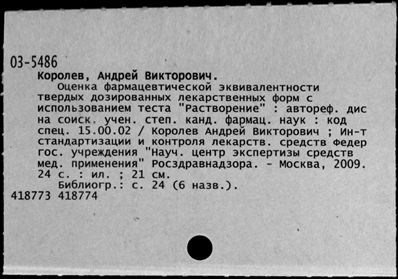 03-5486
Королев, Андрей Викторович.
Оценка фармацевтической эквивалентности
твердых дозированных лекарственных форм с
использованием теста "Растворение" : автореф. дис
на соиск. учен. степ. канд. фармац. наук : код
спец. 15.00.02 / Королев Андрей Викторович ; Ин-т
стандартизации и контроля лекарств. средств Федер
гос. учреждения "Науч. центр экспертизы средств
мед. применения" Росздравнадзора. - Москва, 2009.
24 с. : ил. ; 21 см.
Библиогр.: с. 24 (6 назв.).
418773 418774